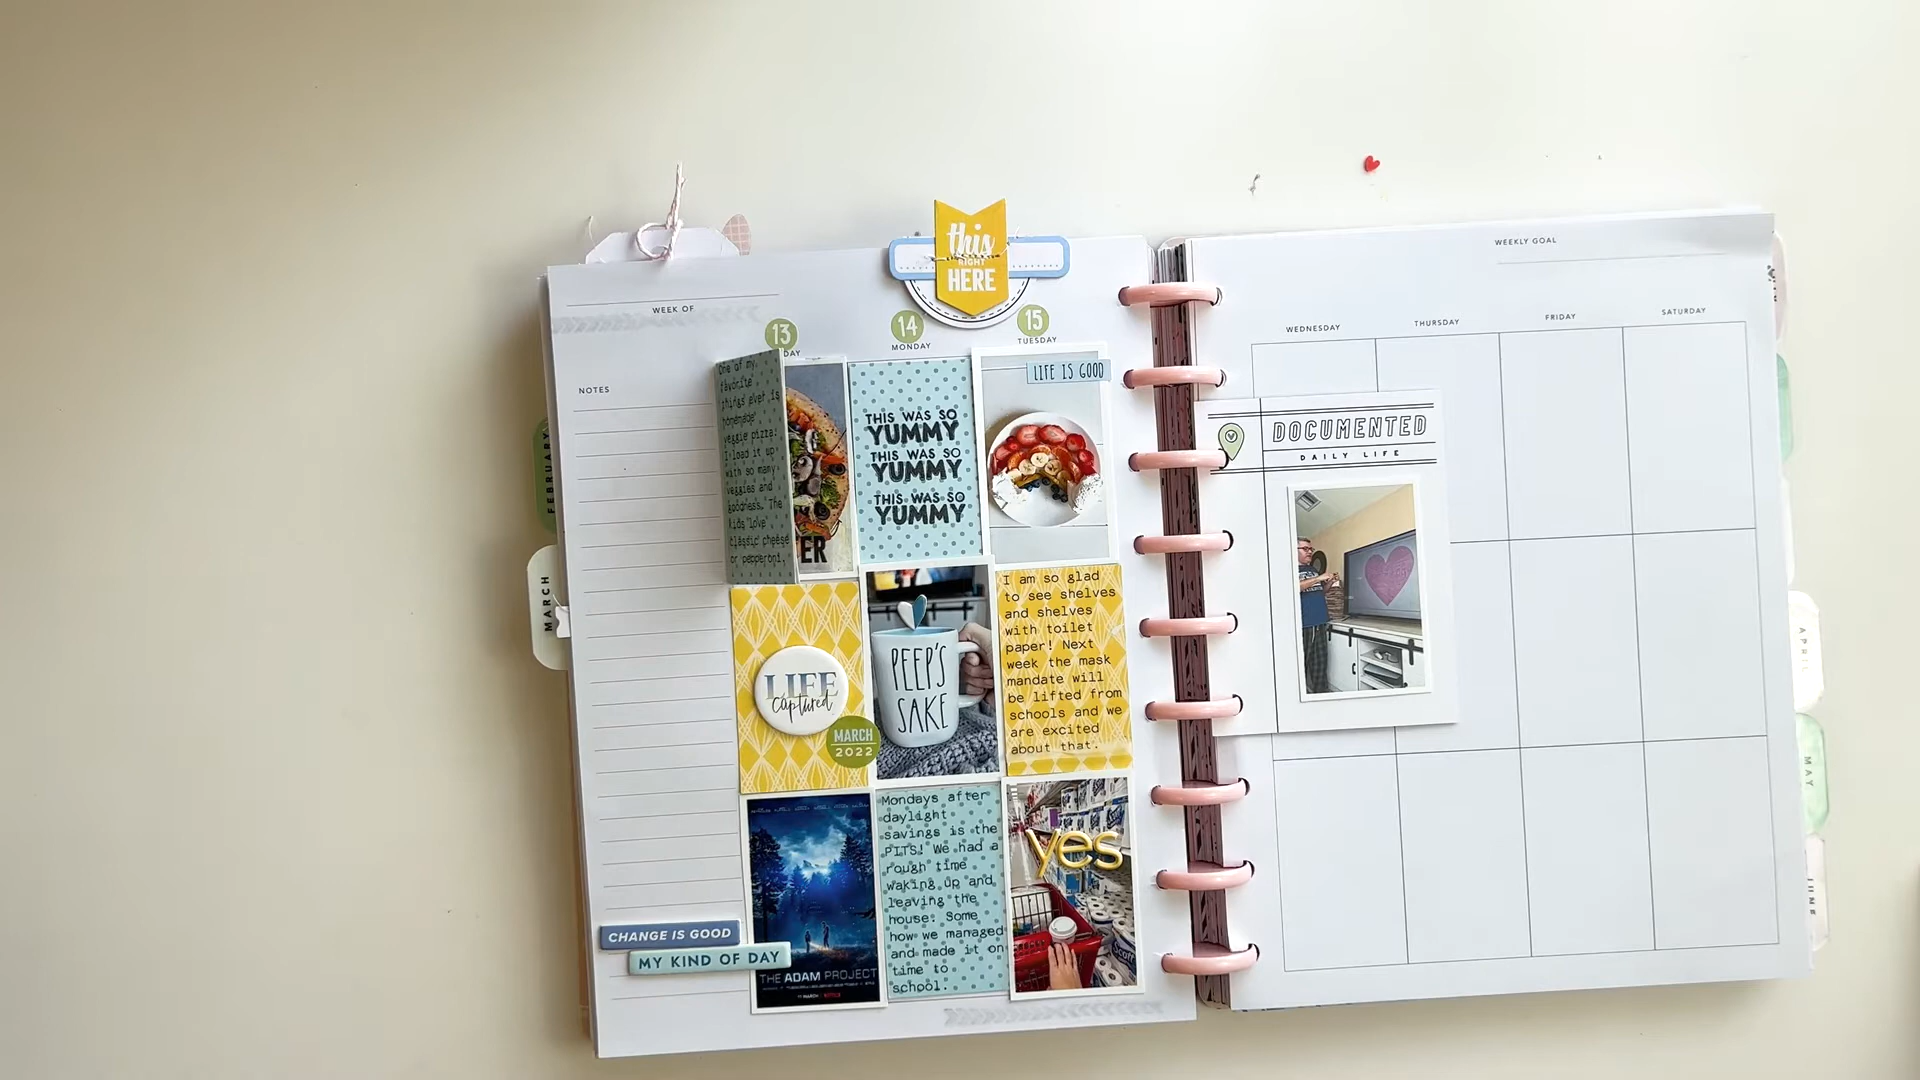 this
RIGHT
HERE
WEEK OF
NOTES
13
DAY
14
MONDAY
15
TUESDAY
One of my
favorite
things ever is
homemade
veggie pizza.
I load it up
with so many
veggies and
goodness. The
kids love
classic cheese
or pepperoni.
ER
THIS WAS SO
YUMMY
THIS WAS SO
YUMMY
THIS WAS SO
YUMMY
LIFE IS GOOD
LIFE
captured
MARCH
2022
PEEP'S
SAKE
I am so glad
to see shelves
and shelves
with toilet
paper! Next
week the mask
mandate will
be lifted from
schools and we
are excited
about that.
CHANGE IS GOOD
MY KIND OF DAY
THE ADAM PROJECT
Mondays after
daylight
savings is the
PITS! We had a
rough time
waking up and
leaving the
house. Some
how we managed
and made it on
time to
school.
yes
FEBRUARY
MARCH
WEEKLY GOAL
WEDNESDAY
THURSDAY
FRIDAY
SATURDAY
DOCUMENTED
DAILY LIFE
APRIL
MAY
JUNE